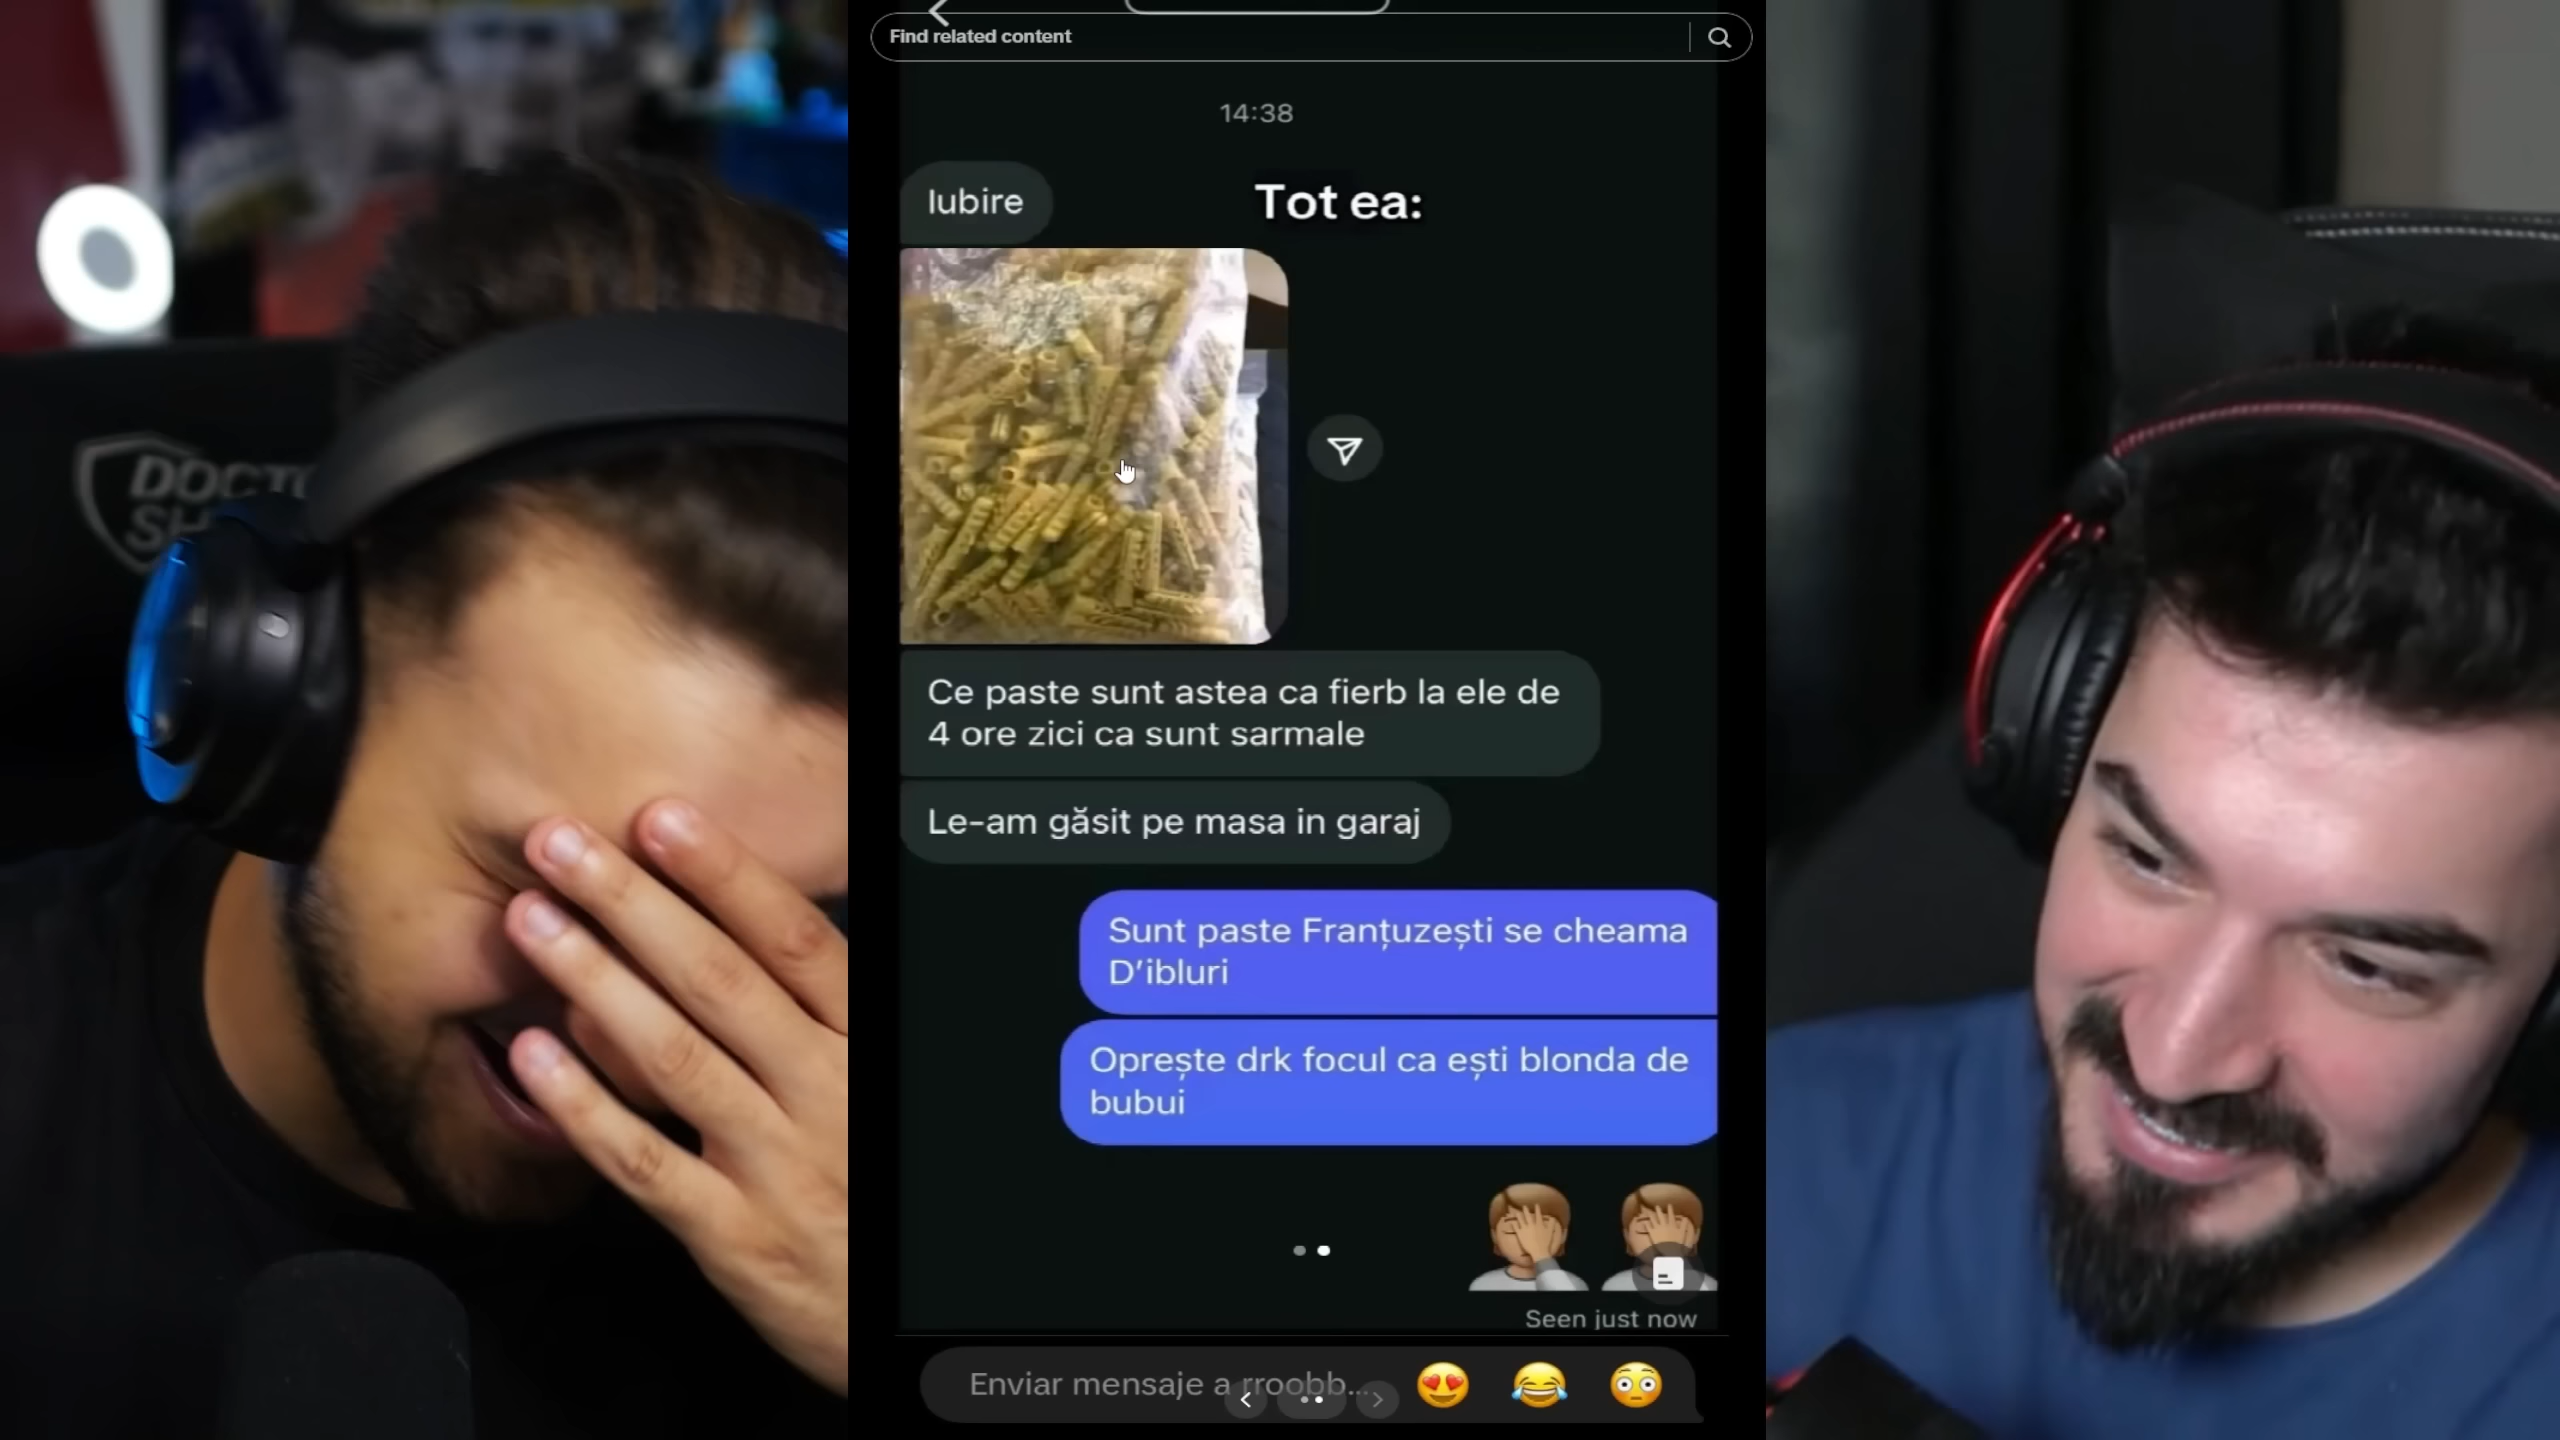 Find related content
14:38
Iubire
Tot ea:
Ce paste sunt astea ca fierb la ele de
4 ore zici ca sunt sarmale
Le-am găsit pe masa in garaj
Sunt paste Franțuzești se cheama
D'ibluri
Oprește drk focul ca ești blonda de
bubui
Seen just now
Enviar mensaje a rroobb...